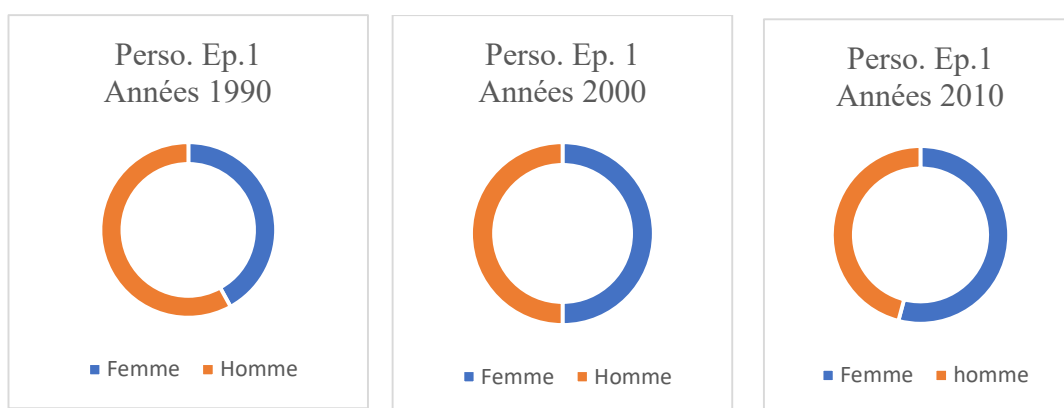 Perso. Ep.1
Années 1990
Femme Homme
Perso. Ep. 1
Années 2000
Femme Homme
Perso. Ep.1
Années 2010
Femme homme